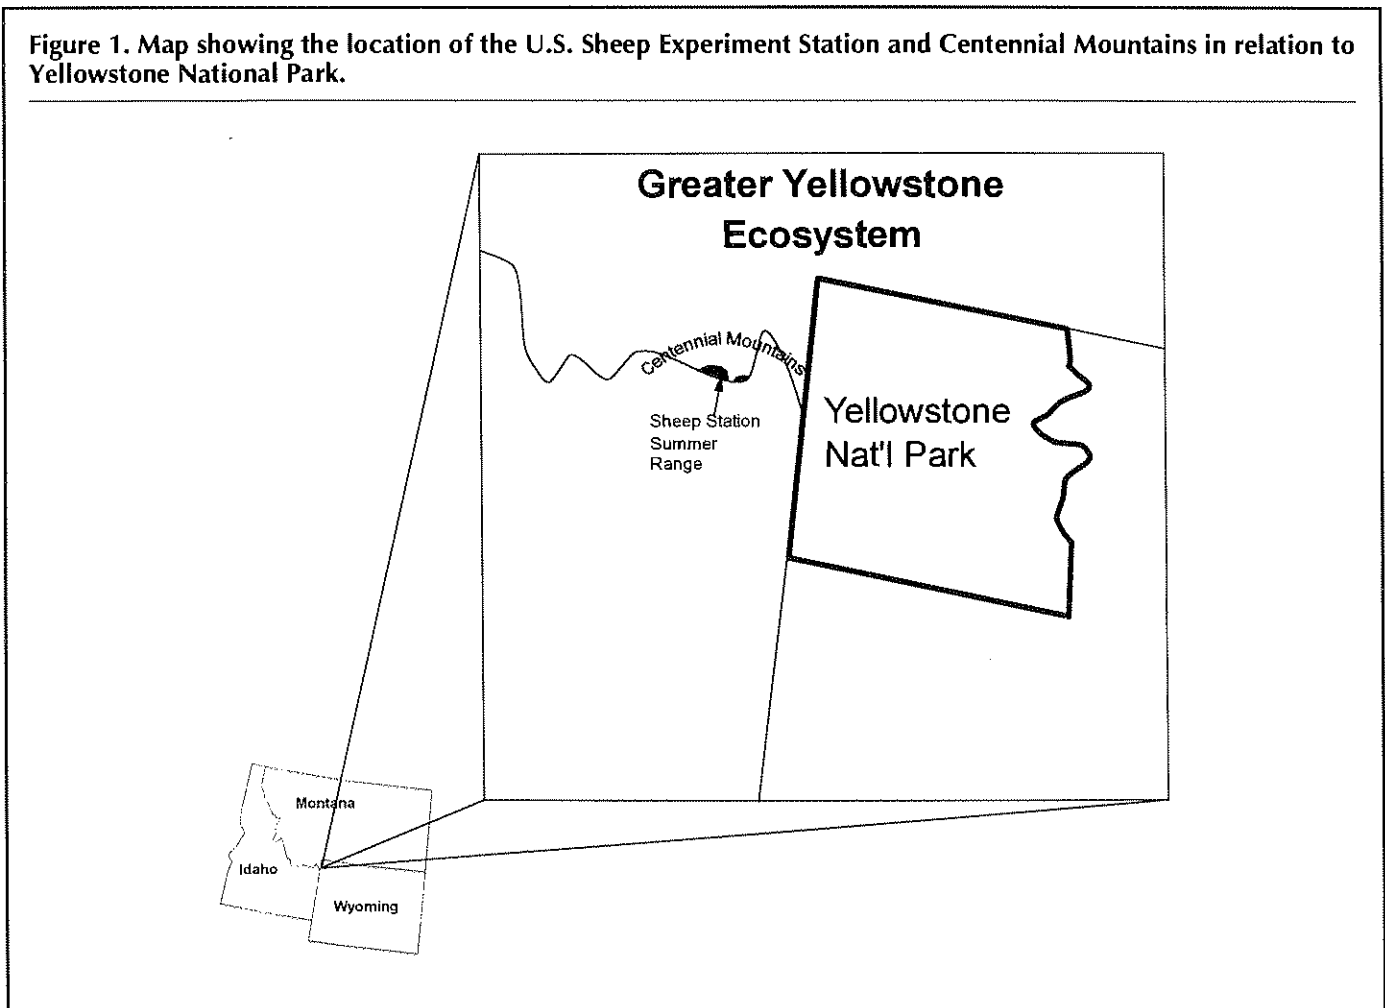 Figure 1. Map showing the location of the U.S. Sheep Experiment Station and Centennial Mountains in relation to
Yellowstone National Park.
Greater Yellowstone
Ecosystem
Centennial Mountains
Sheep Station
Summer
Range
Yellowstone
Nat'l Park
Montana
Idaho
Wyoming